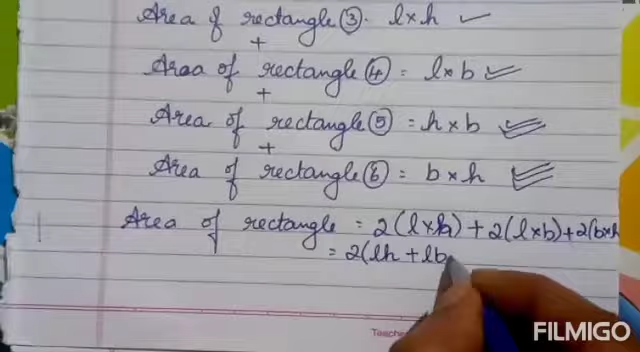 Area of rectangle ③. l×h ✓
+
Area of rectangle ④ = l×b
+
Area of rectangle ⑤ = h×b
+
Area of rectangle ⑥ = b×h
Area of rectangle = 2(l×h) + 2(l×b) + 2(b×h
= 2(lh + lb
Teache
FILMIGO